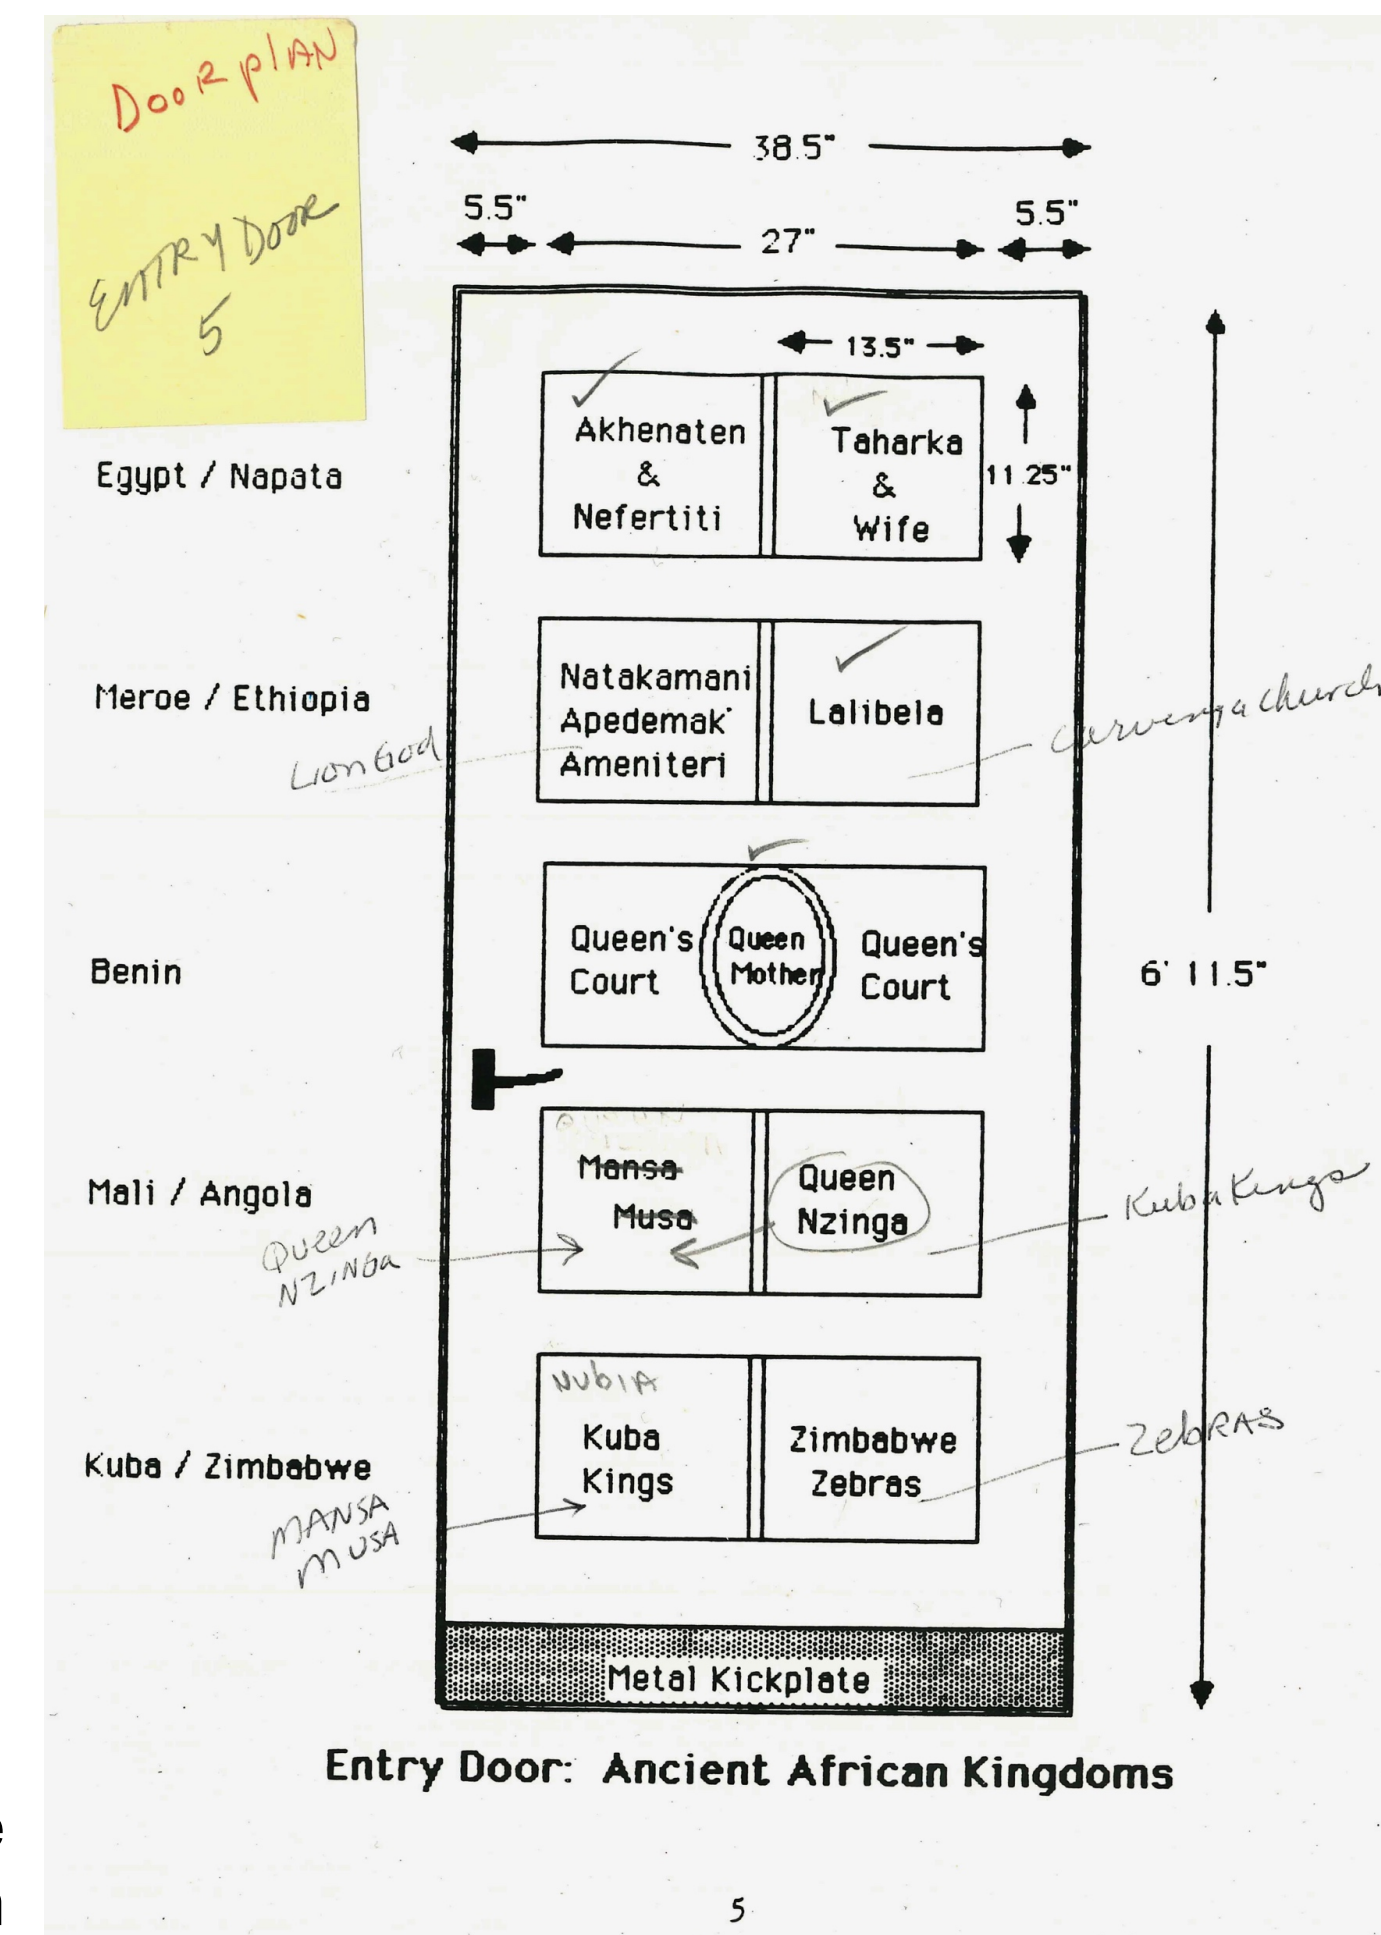 Door plAN
ENTRY DOOR
5
38.5"
5.5"
27"
5.5"
13.5"
Egypt / Napata
Akhenaten
&
Nefertiti
Taharka
&
Wife
11.25"
Meroe / Ethiopia
Lion God
Natakamani
Apedemak
Ameniteri
Lalibela
carving a church
Benin
Queen's
Court
Queen
Mother
Queen's
Court
6' 11.5"
Mali / Angola
Queen
NZINGa
Mansa
Musa
Queen
Nzinga
Kuba Kings
Kuba / Zimbabwe
MANSA
MUSA
NUbIA
Kuba
Kings
Zimbabwe
Zebras
ZebRAS
Metal Kickplate
Entry Door: Ancient African Kingdoms
5